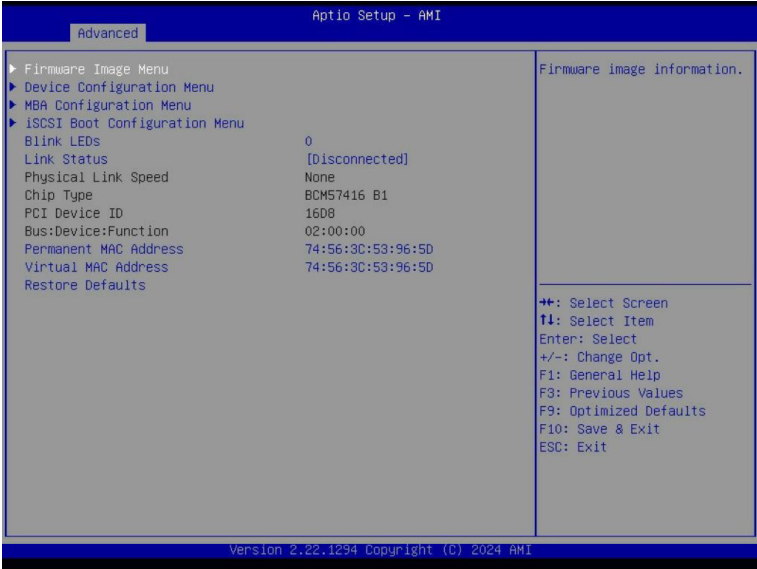 Aptio Setup – AMI
Advanced
▶ Firmware Image Menu
▶ Device Configuration Menu
▶ MBA Configuration Menu
▶ iSCSI Boot Configuration Menu
Blink LEDs 0
Link Status [Disconnected]
Physical Link Speed None
Chip Type BCM57416 B1
PCI Device ID 16D8
Bus:Device:Function 02:00:00
Permanent MAC Address 74:56:3C:53:96:5D
Virtual MAC Address 74:56:3C:53:96:5D
Restore Defaults
Firmware image information.
→←: Select Screen
↑↓: Select Item
Enter: Select
+/-: Change Opt.
F1: General Help
F3: Previous Values
F9: Optimized Defaults
F10: Save & Exit
ESC: Exit
Version 2.22.1294 Copyright (C) 2024 AMI